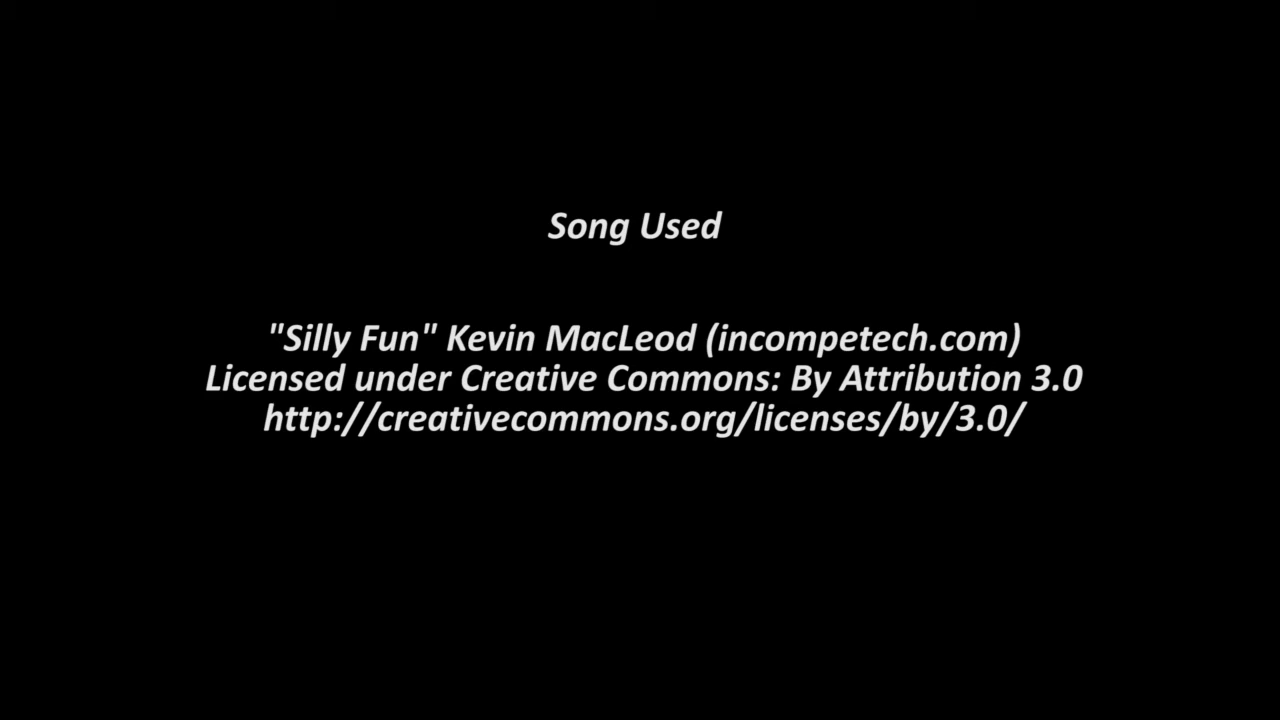 Song Used
"Silly Fun" Kevin MacLeod (incompetech.com)
Licensed under Creative Commons: By Attribution 3.0
http://creativecommons.org/licenses/by/3.0/